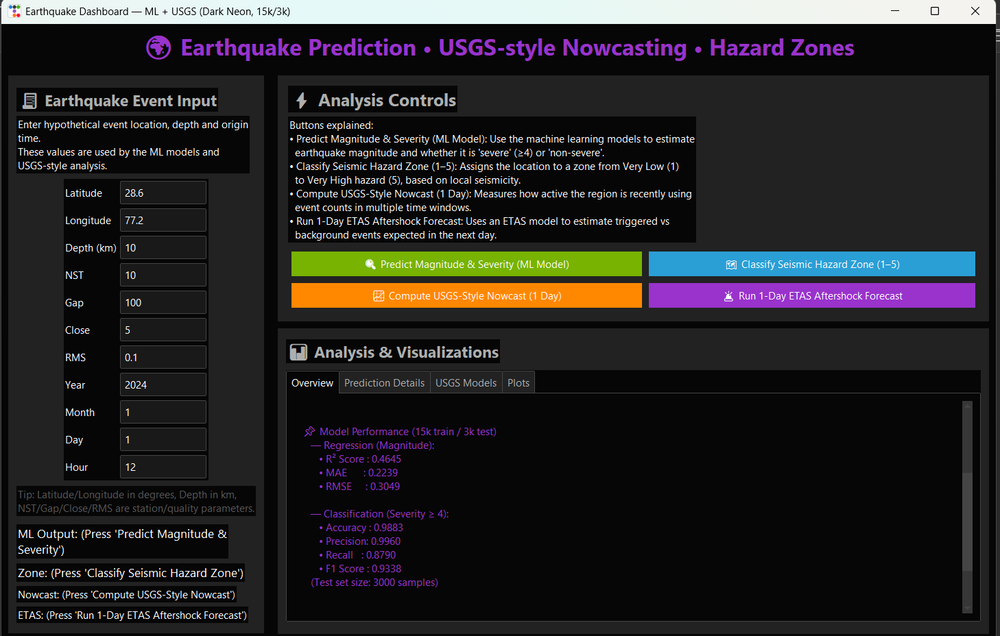 Earthquake Dashboard — ML + USGS (Dark Neon, 15k/3k)
Earthquake Prediction • USGS-style Nowcasting • Hazard Zones
Earthquake Event Input
Enter hypothetical event location, depth and origin
time.
These values are used by the ML models and
USGS-style analysis.
Latitude 28.6
Longitude 77.2
Depth (km) 10
NST 10
Gap 100
Close 5
RMS 0.1
Year 2024
Month 1
Day 1
Hour 12
Tip: Latitude/Longitude in degrees, Depth in km,
NST/Gap/Close/RMS are station/quality parameters.
ML Output: (Press 'Predict Magnitude &
Severity')
Zone: (Press 'Classify Seismic Hazard Zone')
Nowcast: (Press 'Compute USGS-Style Nowcast')
ETAS: (Press 'Run 1-Day ETAS Aftershock Forecast')
Analysis Controls
Buttons explained:
• Predict Magnitude & Severity (ML Model): Use the machine learning models to estimate
earthquake magnitude and whether it is 'severe' (≥4) or 'non-severe'.
• Classify Seismic Hazard Zone (1–5): Assigns the location to a zone from Very Low (1)
to Very High hazard (5), based on local seismicity.
• Compute USGS-Style Nowcast (1 Day): Measures how active the region is recently using
event counts in multiple time windows.
• Run 1-Day ETAS Aftershock Forecast: Uses an ETAS model to estimate triggered vs
background events expected in the next day.
Predict Magnitude & Severity (ML Model)
Classify Seismic Hazard Zone (1–5)
Compute USGS-Style Nowcast (1 Day)
Run 1-Day ETAS Aftershock Forecast
Analysis & Visualizations
Overview Prediction Details USGS Models Plots
Model Performance (15k train / 3k test)
— Regression (Magnitude):
• R² Score : 0.4645
• MAE : 0.2239
• RMSE : 0.3049
— Classification (Severity ≥ 4):
• Accuracy : 0.9883
• Precision: 0.9960
• Recall : 0.8790
• F1 Score : 0.9338
(Test set size: 3000 samples)